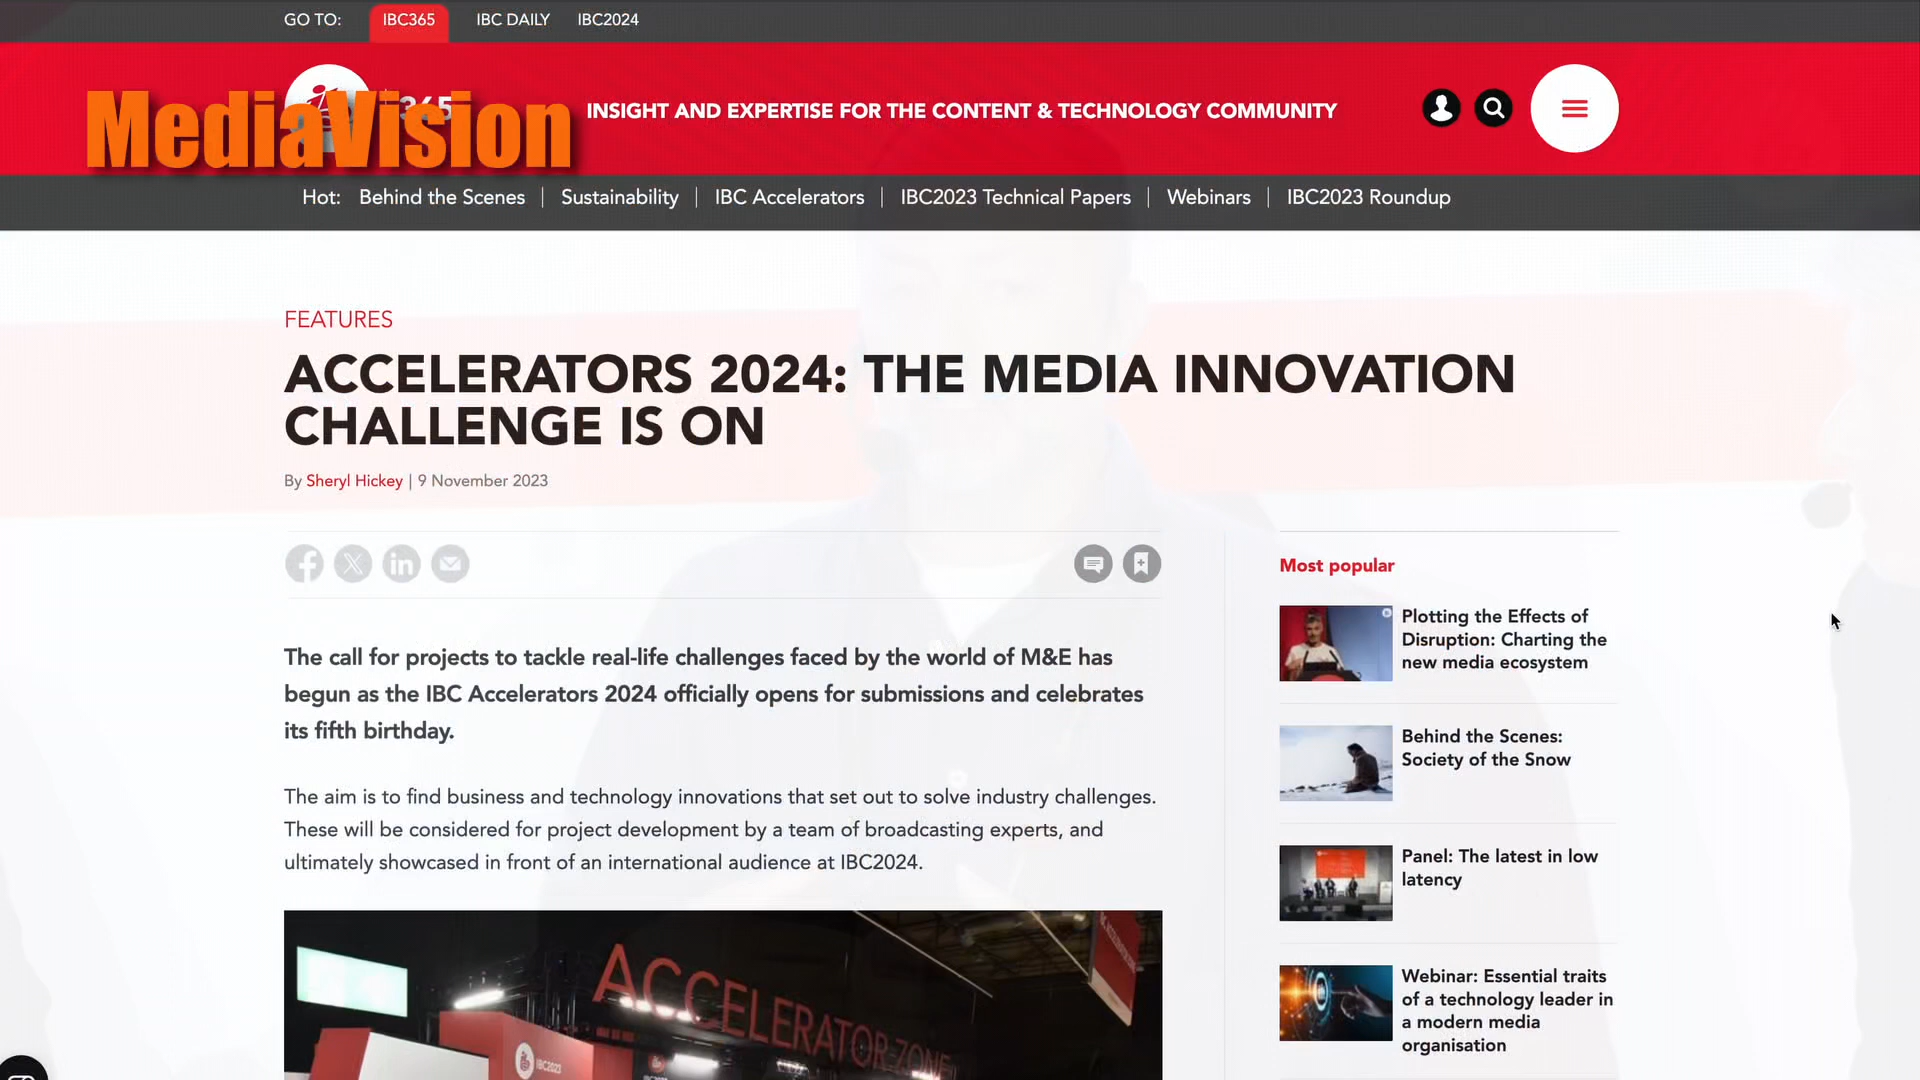 GO TO: IBC365 IBC DAILY IBC2024
MediaVision
365
INSIGHT AND EXPERTISE FOR THE CONTENT & TECHNOLOGY COMMUNITY
Hot: Behind the Scenes | Sustainability | IBC Accelerators | IBC2023 Technical Papers | Webinars | IBC2023 Roundup
FEATURES
ACCELERATORS 2024: THE MEDIA INNOVATION
CHALLENGE IS ON
By Sheryl Hickey | 9 November 2023
The call for projects to tackle real-life challenges faced by the world of M&E has
begun as the IBC Accelerators 2024 officially opens for submissions and celebrates
its fifth birthday.
The aim is to find business and technology innovations that set out to solve industry challenges.
These will be considered for project development by a team of broadcasting experts, and
ultimately showcased in front of an international audience at IBC2024.
ACCELERATOR ZONE
IBC2023
Most popular
Plotting the Effects of
Disruption: Charting the
new media ecosystem
Behind the Scenes:
Society of the Snow
Panel: The latest in low
latency
Webinar: Essential traits
of a technology leader in
a modern media
organisation